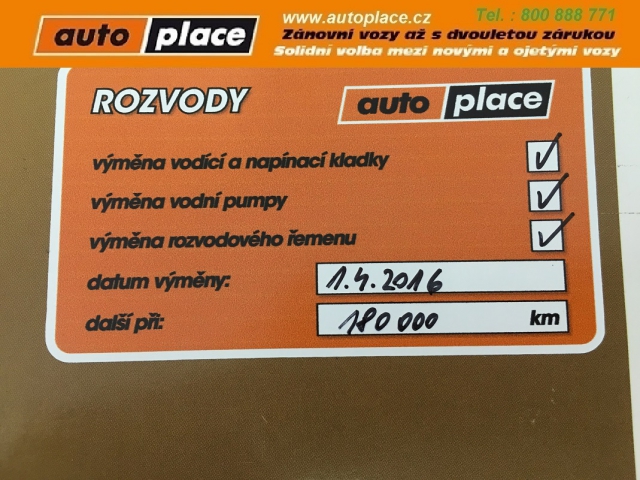 auto place
www.autoplace.cz
Tel. : 800 888 771
Zánovní vozy až s dvouletou zárukou
Solidní volba mezi novými a ojetými vozy
ROZVODY
auto place
výměna vodící a napínací kladky
výměna vodní pumpy
výměna rozvodového řemenu
datum výměny: 1.4.2016
další při: 180 000 km